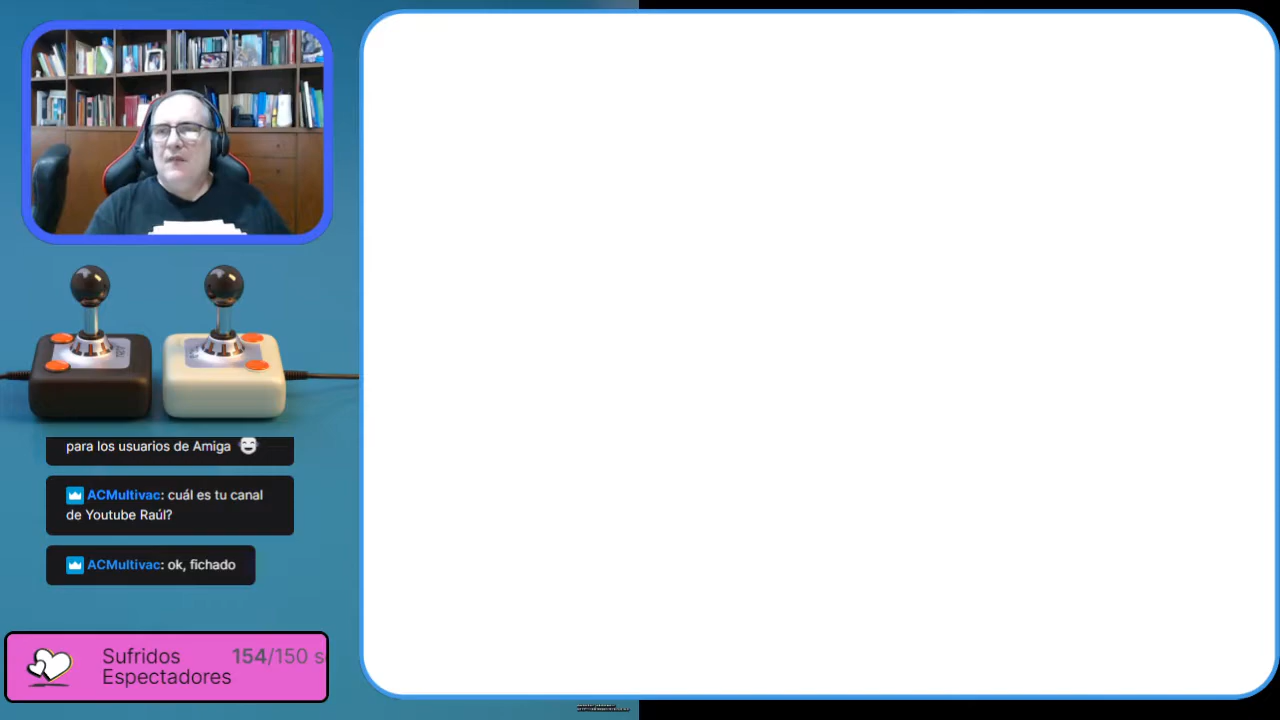 para los usuarios de Amiga
ACMultivac: cuál es tu canal
de Youtube Raúl?
ACMultivac: ok, fichado
Sufridos
Espectadores
154/150 s